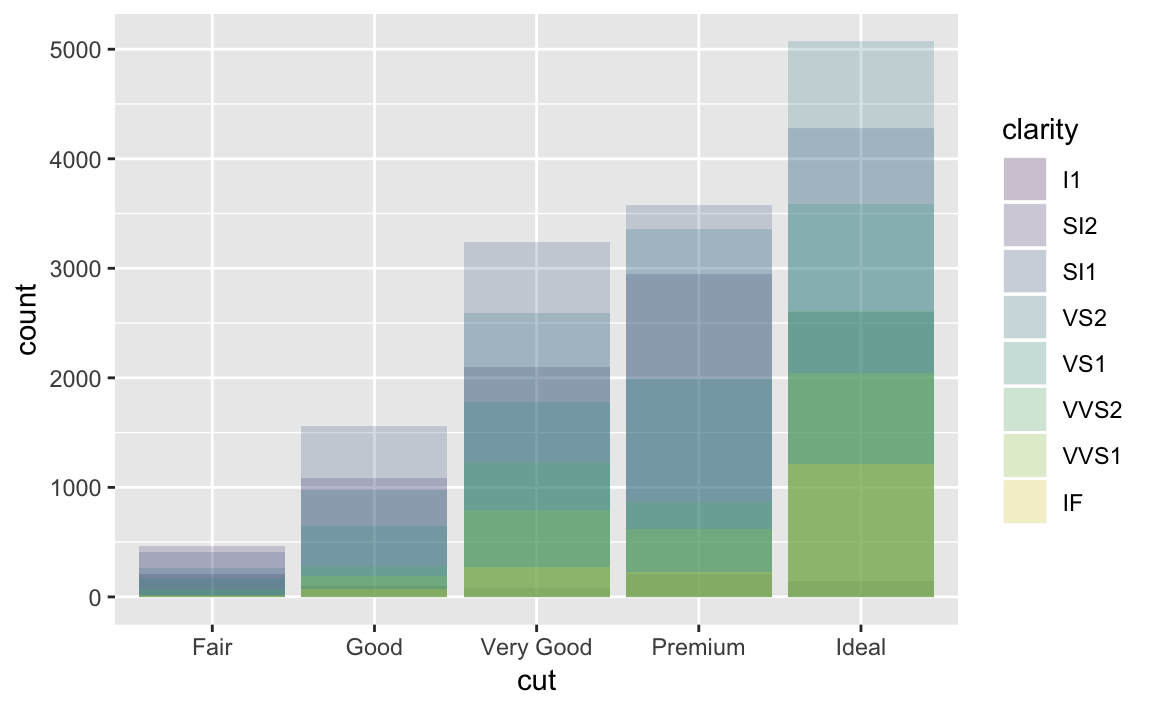 5000
4000
3000
2000
1000
0
count
Fair
Good
Very Good
Premium
Ideal
cut
clarity
I1
SI2
SI1
VS2
VS1
VVS2
VVS1
IF